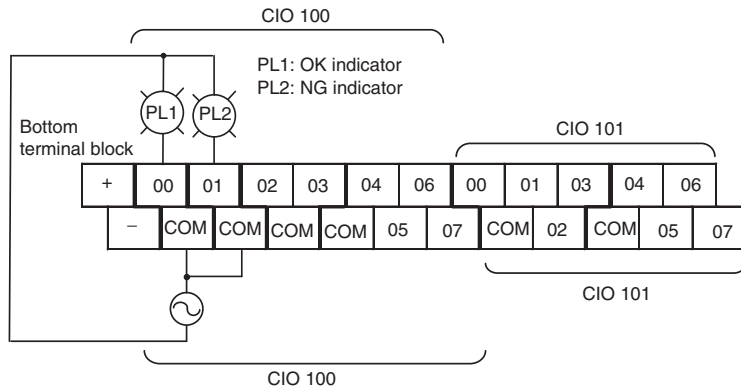 CIO 100
PL1: OK indicator
PL2: NG indicator
PL1 PL2
Bottom
terminal block
CIO 101
+ 00 01 02 03 04 06 00 01 03 04 06
− COM COM COM COM 05 07 COM 02 COM 05 07
CIO 101
CIO 100